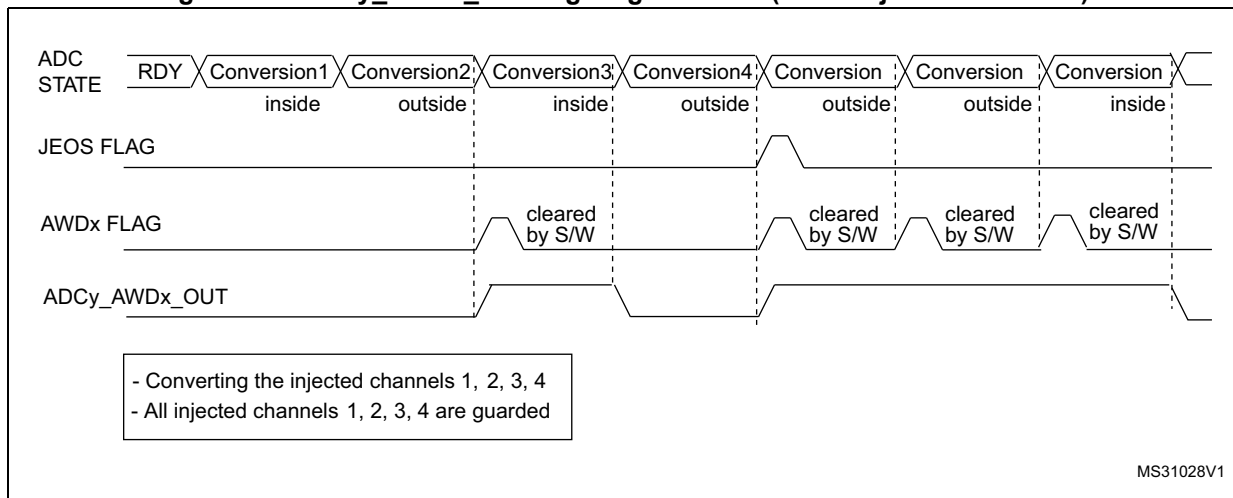 ADC
STATE
RDY Conversion1 Conversion2 Conversion3 Conversion4 Conversion Conversion Conversion
inside outside inside outside outside outside inside
JEOS FLAG
AWDx FLAG
cleared
by S/W
cleared
by S/W
cleared
by S/W
cleared
by S/W
ADCy_AWDx_OUT
- Converting the injected channels 1, 2, 3, 4
- All injected channels 1, 2, 3, 4 are guarded
MS31028V1